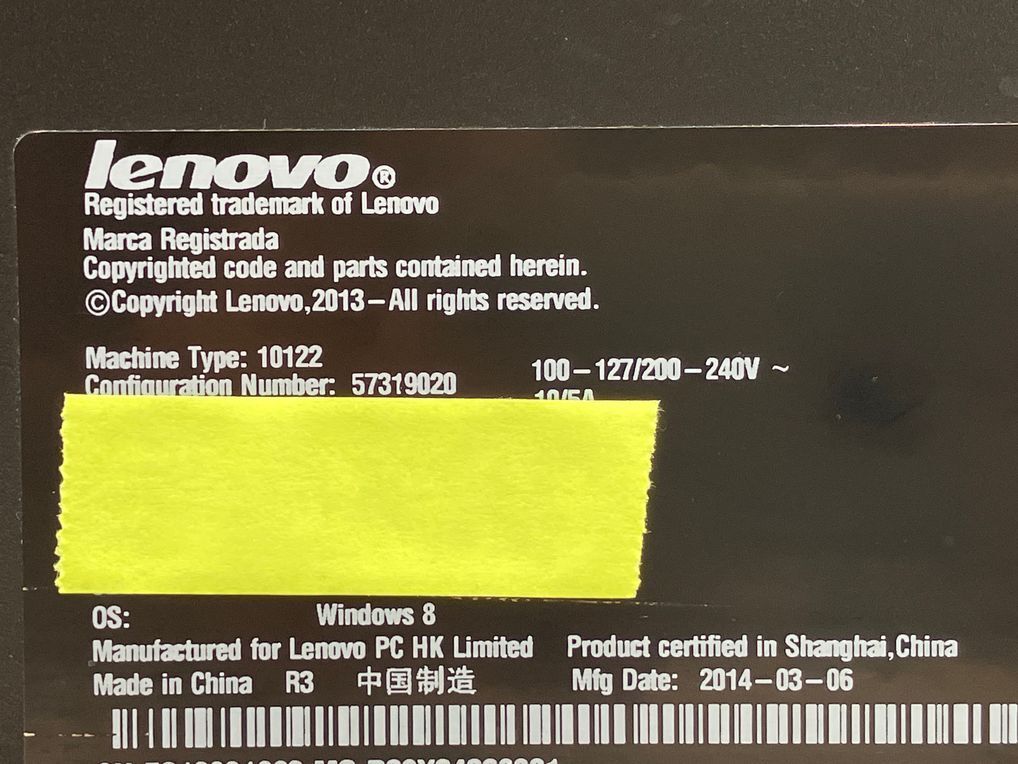 lenovo®
Registered trademark of Lenovo
Marca Registrada
Copyrighted code and parts contained herein.
©Copyright Lenovo,2013–All rights reserved.
Machine Type: 10122
100–127/200–240V ~
Configuration Number: 57319020
10/5A
OS: Windows 8
Manufactured for Lenovo PC HK Limited
Product certified in Shanghai,China
Made in China R3 中国制造
Mfg Date: 2014–03–06